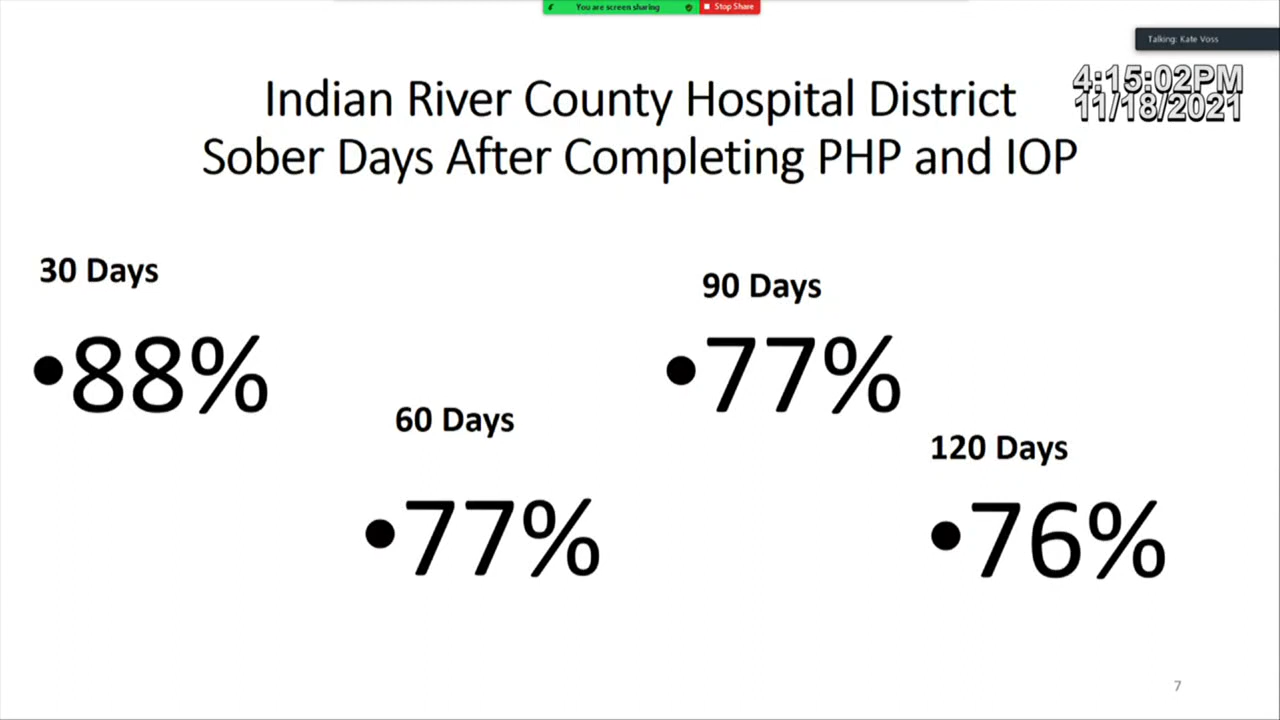 You are screen sharing
Stop Share
Talking: Kate Voss
4:15:02PM
11/18/2021
Indian River County Hospital District
Sober Days After Completing PHP and IOP
30 Days
•88%
60 Days
•77%
90 Days
•77%
120 Days
•76%
7